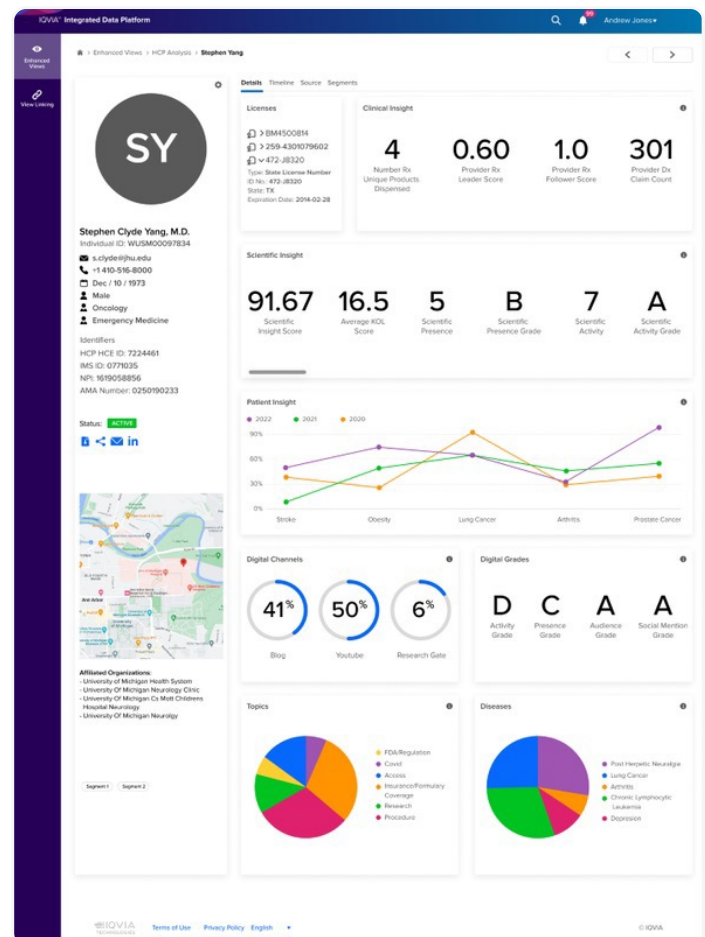 IQVIA™ Integrated Data Platform
99
Andrew Jones
Enhanced Views
View Linking
> Enhanced Views > HCP Analysis > Stephen Yang
< >
SY
Stephen Clyde Yang, M.D.
Individual ID: WUSM00097834
s.clyde@jhu.edu
+1 410-516-8000
Dec / 10 / 1973
Male
Oncology
Emergency Medicine
Identifiers
HCP HCE ID: 7224461
IMS ID: 0771035
NPI: 1619058856
AMA Number: 0250190233
Status: ACTIVE
in
Ann Arbor
Affiliated Organizations:
- University of Michigan Health System
- University Of Michigan Neurology Clinic
- University Of Michigan Cs Mott Childrens
Hospital Neurology
- University Of Michigan Neurolgy
Segment 1 Segment 2
Details Timeline Source Segments
Licenses
> BM4500814
> 259-4301079602
472-J8320
Type: State License Number
ID No.: 472-J8320
State: TX
Expiration Date: 2014-02-28
Clinical Insight
4 0.60 1.0 301
Number Rx Provider Rx Provider Rx Provider Dx
Unique Products Leader Score Follower Score Claim Count
Dispensed
Scientific Insight
91.67 16.5 5 B 7 A
Scientific Average KOL Scientific Scientific Scientific Scientific
Insight Score Score Presence Presence Grade Activity Activity Grade
Patient Insight
2022 2021 2020
90%
60%
30%
0%
Stroke Obesity Lung Cancer Arthritis Prostate Cancer
Digital Channels
41% 50% 6%
Blog Youtube Research Gate
Digital Grades
D C A A
Activity Presence Audience Social Mention
Grade Grade Grade Grade
Topics
FDA/Regulation
Covid
Access
Insurance/Formulary
Coverage
Research
Procedure
Diseases
Post Herpetic Neuralgia
Lung Cancer
Arthritis
Chronic Lymphocytic
Leukemia
Depresion
IQVIA
TECHNOLOGIES
Terms of Use Privacy Policy English
© IQVIA